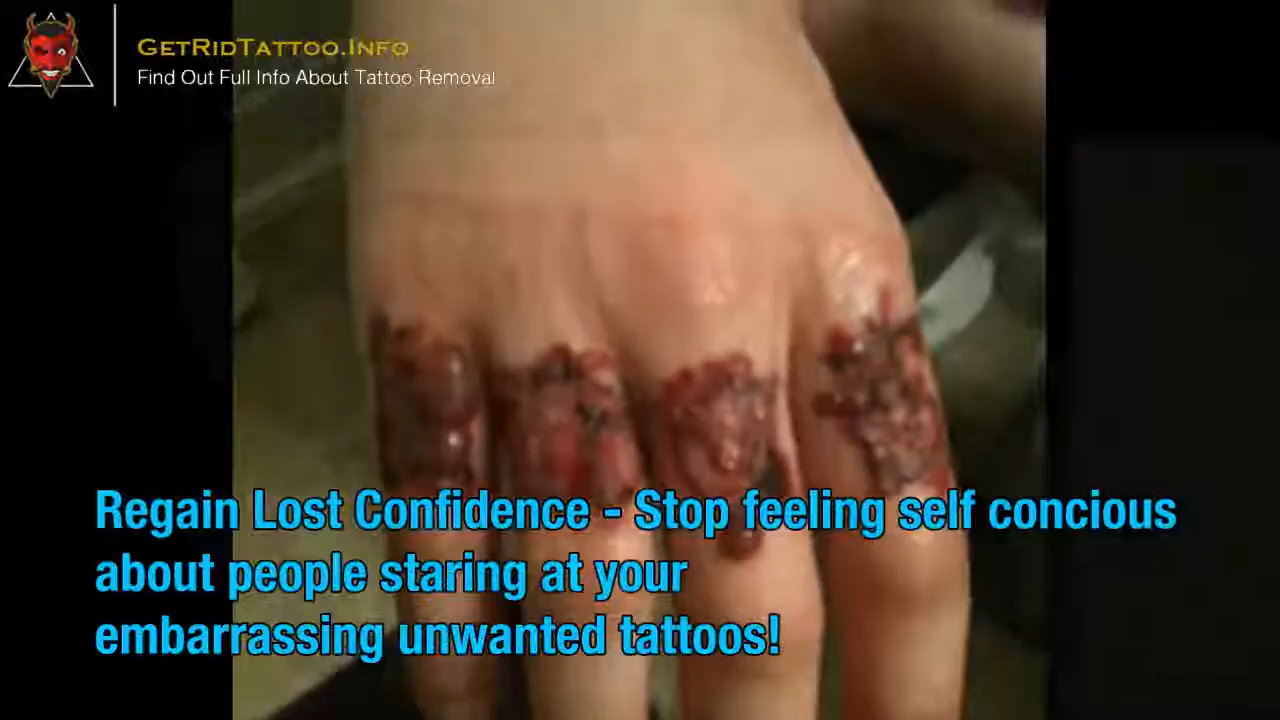 GetRidTattoo.Info
Find Out Full Info About Tattoo Removal
Regain Lost Confidence - Stop feeling self concious
about people staring at your
embarrassing unwanted tattoos!